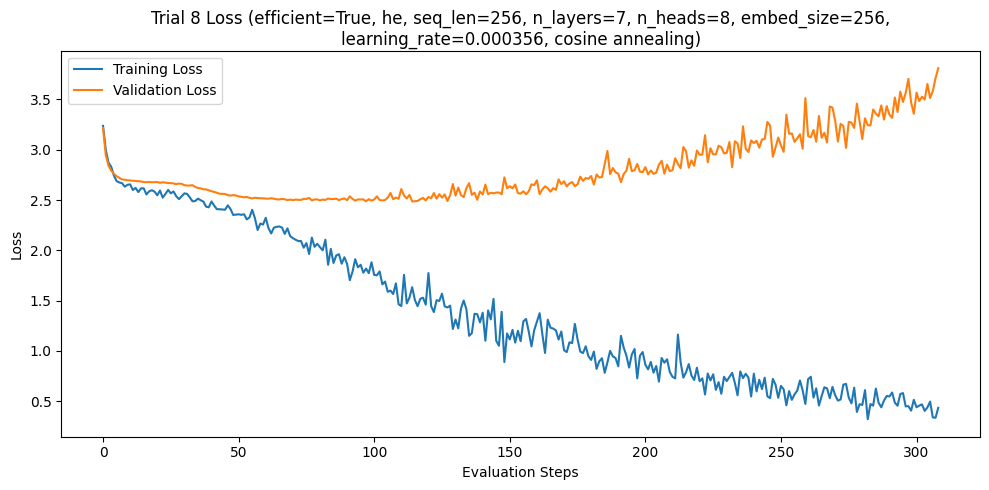 Trial 8 Loss (efficient=True, he, seq_len=256, n_layers=7, n_heads=8, embed_size=256,
learning_rate=0.000356, cosine annealing)
Training Loss
Validation Loss
Loss
3.5
3.0
2.5
2.0
1.5
1.0
0.5
0 50 100 150 200 250 300
Evaluation Steps